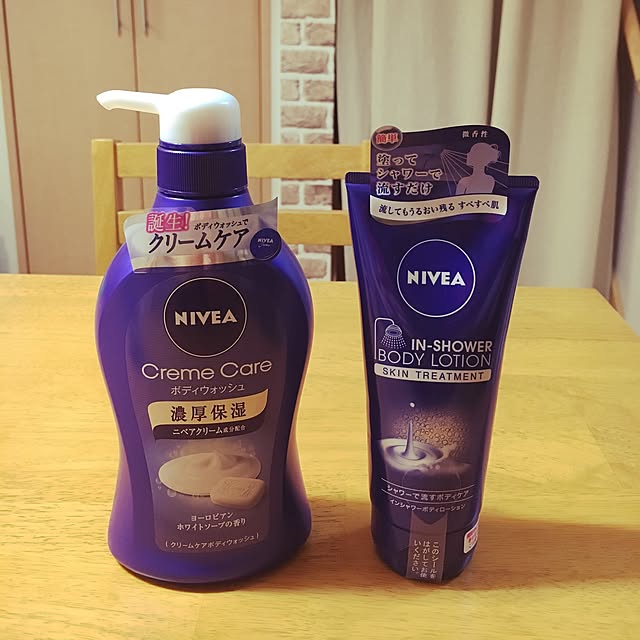 誕生!
ボディウォッシュで
クリームケア
NIVEA
NIVEA
Creme Care
ボディウォッシュ
濃厚保湿
ニベアクリーム成分配合
ヨーロピアン
ホワイトソープの香り
(クリームケアボディウォッシュ)
簡単
微香性
塗って
シャワーで
流すだけ
流してもうるおい残る すべすべ肌
NIVEA
IN-SHOWER
BODY LOTION
SKIN TREATMENT
シャワーで流すボディケア
インシャワーボディローション
このシールを
はがしてお使
いください。